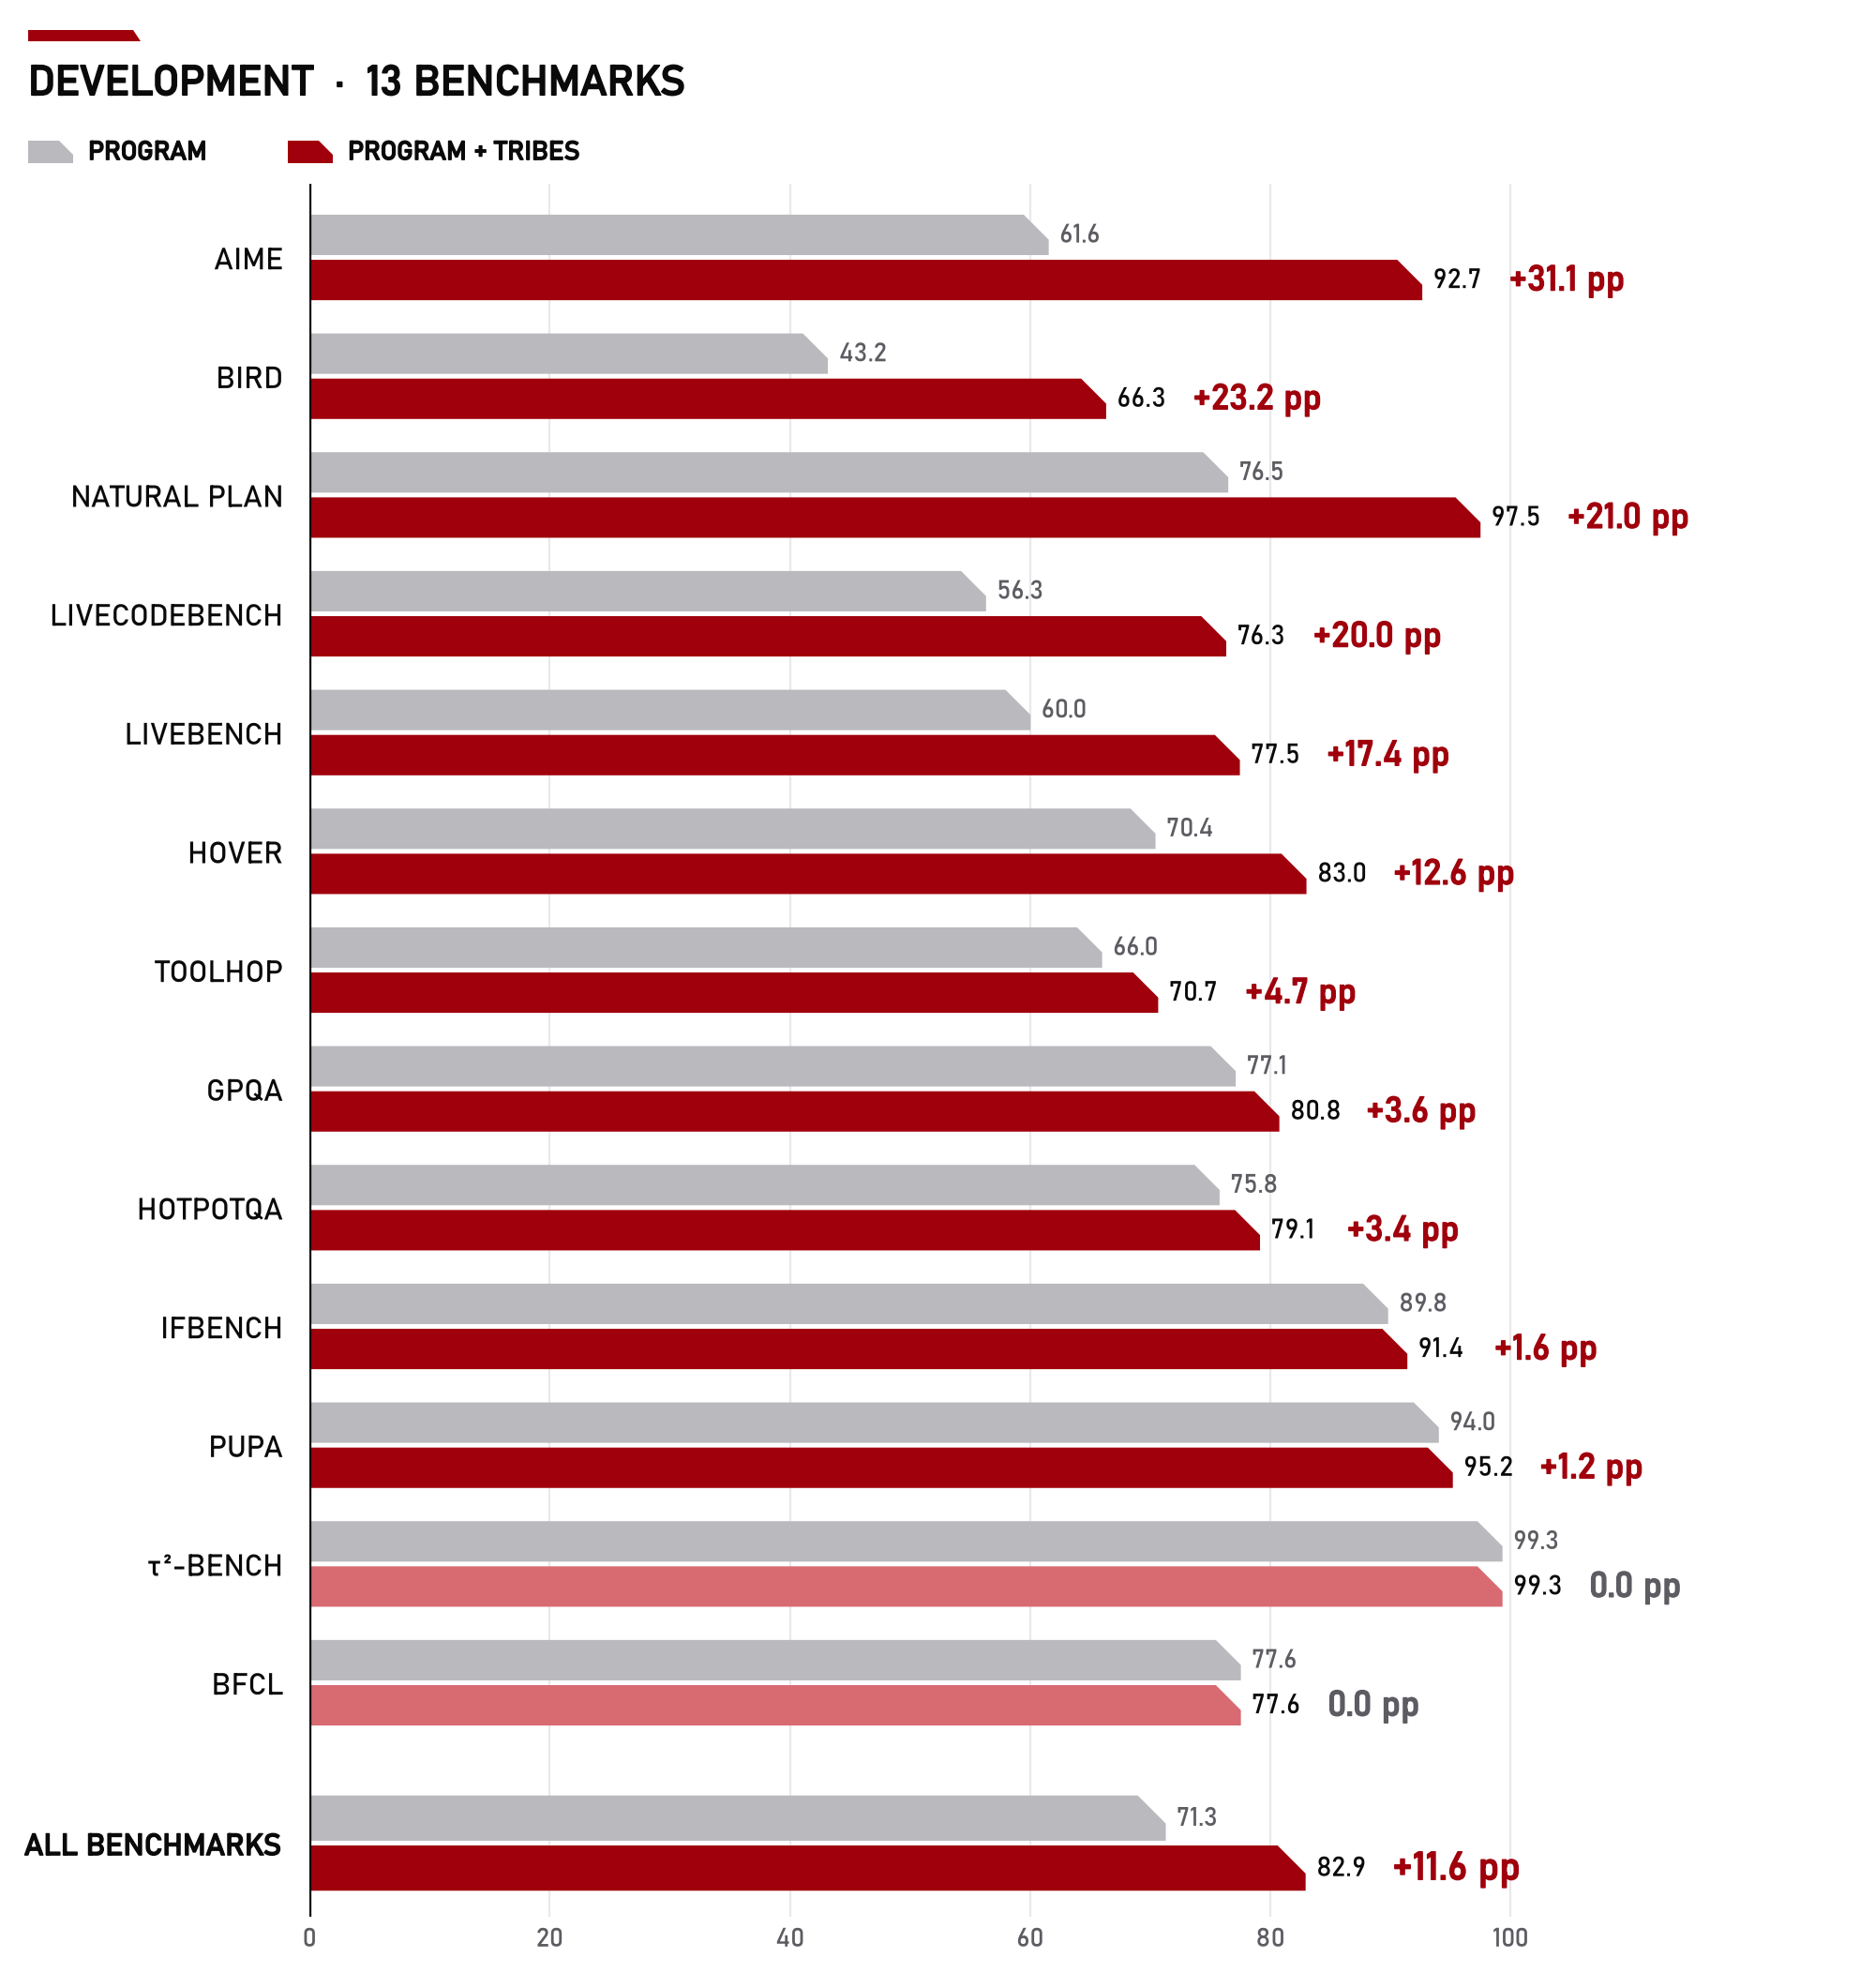 DEVELOPMENT · 13 BENCHMARKS
PROGRAM
PROGRAM + TRIBES
61.6
AIME
92.7 +31.1 pp
43.2
BIRD
66.3 +23.2 pp
76.5
NATURAL PLAN
97.5 +21.0 pp
56.3
LIVECODEBENCH
76.3 +20.0 pp
60.0
LIVEBENCH
77.5 +17.4 pp
70.4
HOVER
83.0 +12.6 pp
66.0
TOOLHOP
70.7 +4.7 pp
77.1
GPQA
80.8 +3.6 pp
75.8
HOTPOTQA
79.1 +3.4 pp
89.8
IFBENCH
91.4 +1.6 pp
94.0
PUPA
95.2 +1.2 pp
99.3
τ²-BENCH
99.3 0.0 pp
77.6
BFCL
77.6 0.0 pp
71.3
ALL BENCHMARKS
82.9 +11.6 pp
0 20 40 60 80 100